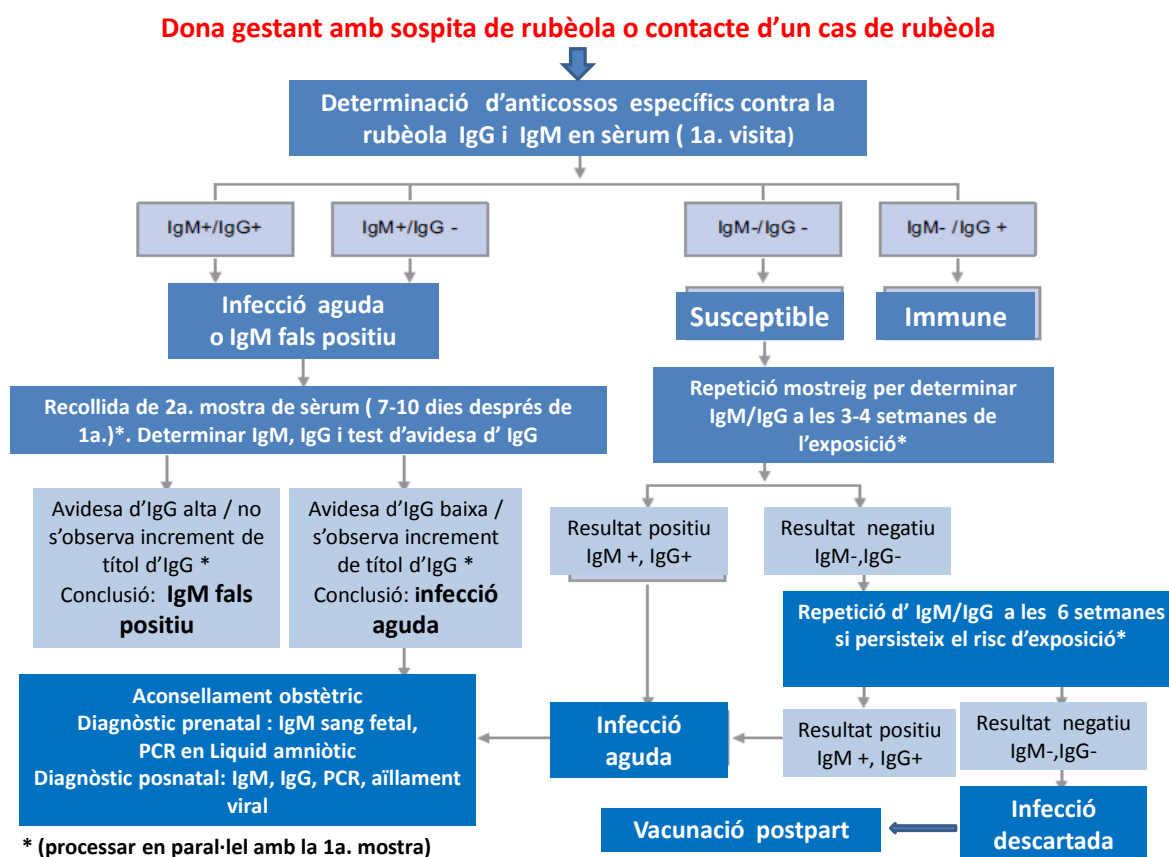 Dona gestant amb sospita de rubèola o contacte d'un cas de rubèola
Determinació d'anticossos específics contra la
rubèola IgG i IgM en sèrum ( 1a. visita)
IgM+/IgG+
IgM+/IgG -
IgM-/IgG -
IgM- /IgG +
Infecció aguda
o IgM fals positiu
Susceptible
Immune
Recollida de 2a. mostra de sèrum ( 7-10 dies després de
1a.)*. Determinar IgM, IgG i test d'avidesa d' IgG
Repetició mostreig per determinar
IgM/IgG a les 3-4 setmanes de
l'exposició*
Avidesa d'IgG alta / no
s'observa increment de
títol d'IgG *
Conclusió: IgM fals
positiu
Avidesa d'IgG baixa /
s'observa increment
de títol d'IgG *
Conclusió: infecció
aguda
Resultat positiu
IgM +, IgG+
Resultat negatiu
IgM-,IgG-
Repetició d' IgM/IgG a les 6 setmanes
si persisteix el risc d'exposició*
Aconsellament obstètric
Diagnòstic prenatal : IgM sang fetal,
PCR en Liquid amniòtic
Diagnòstic posnatal: IgM, IgG, PCR, aïllament
viral
Infecció
aguda
Resultat positiu
IgM +, IgG+
Resultat negatiu
IgM-,IgG-
Vacunació postpart
Infecció
descartada
* (processar en paral·lel amb la 1a. mostra)